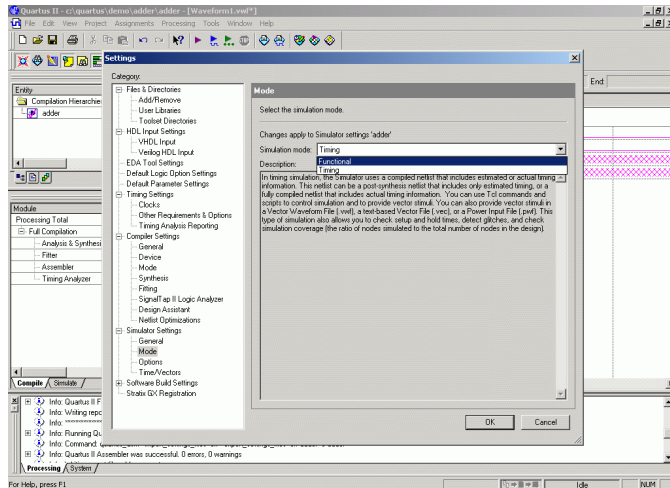 Quartus II - c:\quartus\demo\adder\adder - [Waveform1.vwf*]
File Edit View Project Assignments Processing Tools Window Help
Settings
Category:
Files & Directories
Add/Remove
User Libraries
Toolset Directories
HDL Input Settings
VHDL Input
Verilog HDL Input
EDA Tool Settings
Default Logic Option Settings
Default Parameter Settings
Timing Settings
Clocks
Other Requirements & Options
Timing Analysis Reporting
Compiler Settings
General
Device
Mode
Synthesis
Fitting
SignalTap II Logic Analyzer
Design Assistant
Netlist Optimizations
Simulator Settings
General
Mode
Options
Time/Vectors
Software Build Settings
Stratix GX Registration
Mode
Select the simulation mode.
Changes apply to Simulator settings 'adder'
Simulation mode: Timing
Functional
Timing
Description:
In timing simulation, the Simulator uses a compiled netlist that includes estimated or actual timing
information. This netlist can be a post-synthesis netlist that includes only estimated timing, or a
fully compiled netlist that includes actual timing information. You can use Tcl commands and
scripts to control simulation and to provide vector stimuli. You can also provide vector stimuli in
a Vector Waveform File (.vwf), a text-based Vector File (.vec), or a Power Input File (.pwf). This
type of simulation also allows you to check setup and hold times, detect glitches, and check
simulation coverage (the ratio of nodes simulated to the total number of nodes in the design).
OK Cancel
End:
Entity
Compilation Hierarchie
adder
Module
Processing Total
Full Compilation
Analysis & Synthesi
Fitter
Assembler
Timing Analyzer
Compile Simulate
Info: Quartus II F
Info: Writing repo
Info: ****************
Info: Running Qu
Info: Command:
Info: Quartus II Assembler was successful. 0 errors, 0 warnings
Processing System
For Help, press F1
Idle
NUM